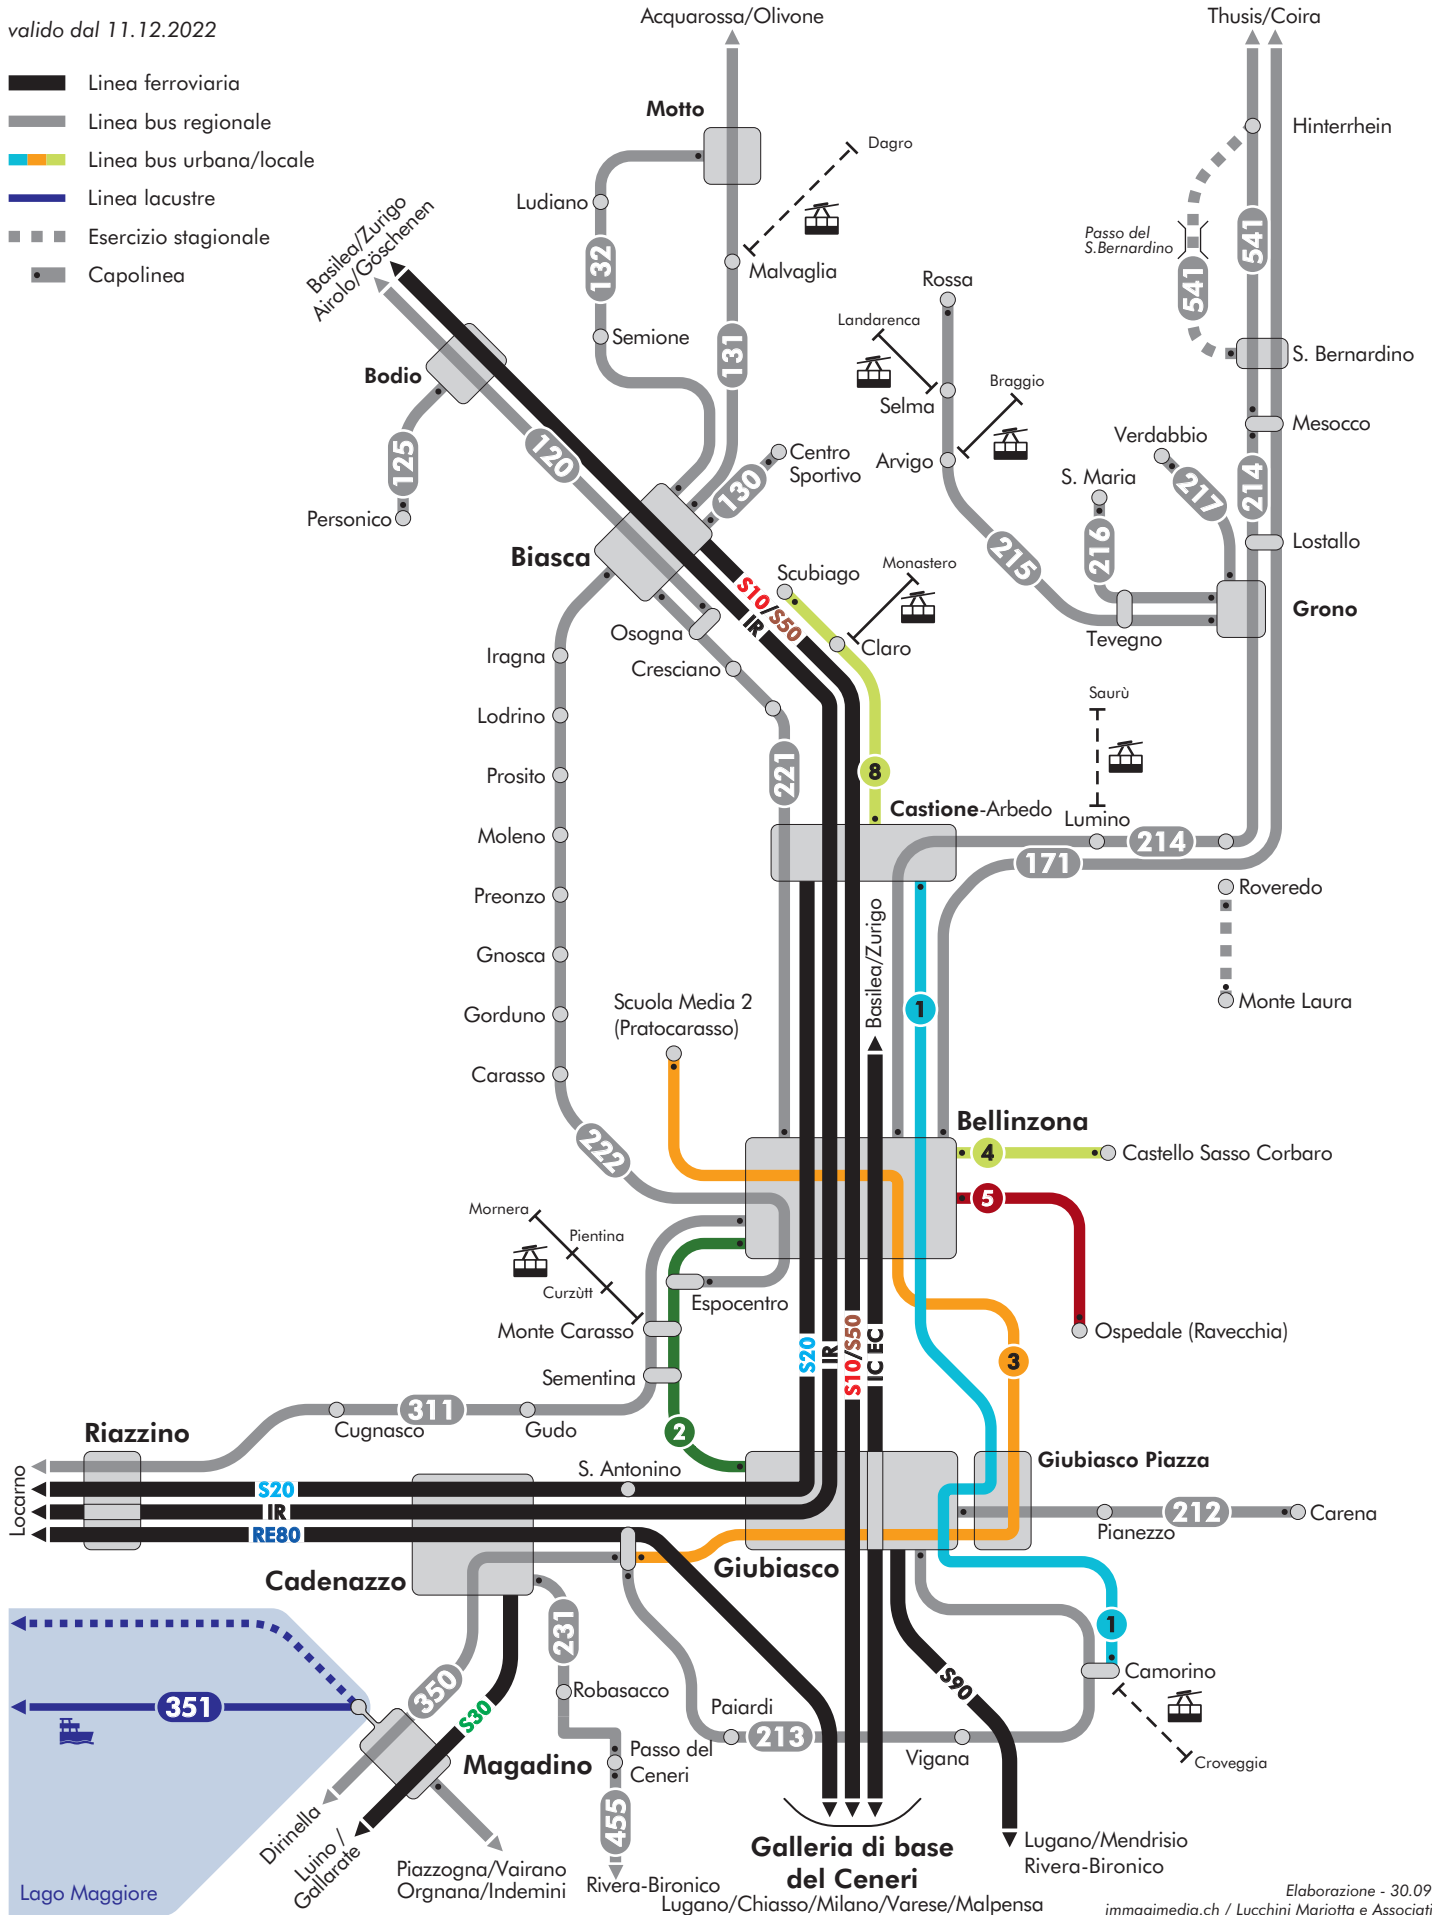 valido dal 11.12.2022
Linea ferroviaria
Linea bus regionale
Linea bus urbana/locale
Linea lacustre
Esercizio stagionale
Capolinea
Acquarossa/Olivone
Thusis/Coira
Motto
Dagro
Ludiano
132
Malvaglia
Semione
131
Basilea/Zurigo
Airolo/Göschenen
Bodio
125
120
Personico
Biasca
130
Centro
Sportivo
Hinterrhein
541
541
Passo del
S.Bernardino
S. Bernardino
Mesocco
214
Lostallo
Grono
Rossa
Landarenca
Selma
Braggio
Arvigo
215
Verdabbio
217
S. Maria
216
Tevegno
S10/S50
IR
Scubiago
Monastero
Claro
8
Osogna
Cresciano
221
Iragna
Lodrino
Prosito
Moleno
Preonzo
Gnosca
Gorduno
Carasso
222
Saurù
Lumino
214
171
Castione-Arbedo
Roveredo
Monte Laura
Scuola Media 2
(Pratocarasso)
Basilea/Zurigo
1
Bellinzona
4
Castello Sasso Corbaro
5
Ospedale (Ravecchia)
Mornera
Pientina
Curzùtt
Espocentro
Monte Carasso
Sementina
S20
IR
S10/S50
IC EC
3
2
311
Cugnasco
Gudo
Riazzino
Locarno
S20
IR
RE80
S. Antonino
Giubiasco Piazza
212
Pianezzo
Carena
Giubiasco
Cadenazzo
231
Robasacco
350
S30
351
Magadino
Passo del
Ceneri
455
Paiardi
213
Vigana
S90
1
Camorino
Croveggia
Dirinella
Luino /
Gallarate
Piazzogna/Vairano
Orgnana/Indemini
Rivera-Bironico
Galleria di base
del Ceneri
Lugano/Chiasso/Milano/Varese/Malpensa
Lugano/Mendrisio
Rivera-Bironico
Lago Maggiore
Elaborazione - 30.09
immagimedia.ch / Lucchini Mariotta e Associati